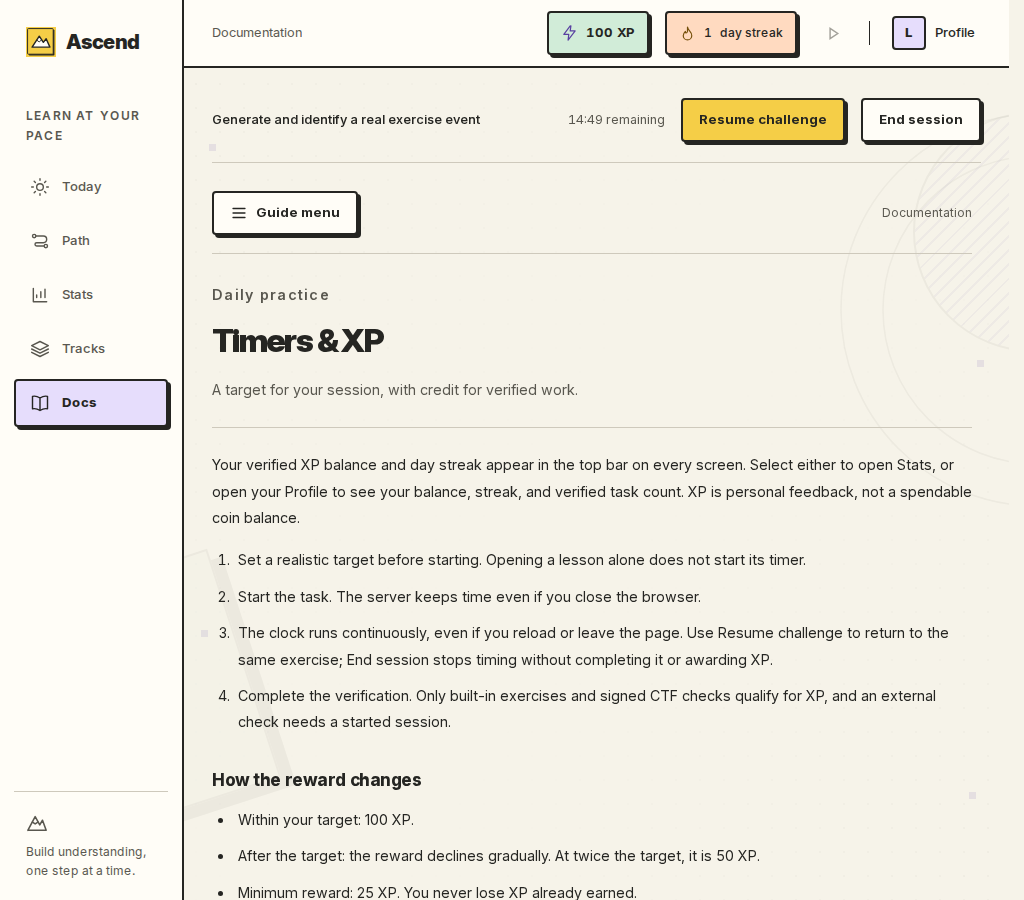 Ascend
Documentation
100 XP
1 day streak
L
Profile
LEARN AT YOUR
PACE
Today
Path
Stats
Tracks
Docs
Build understanding,
one step at a time.
Generate and identify a real exercise event
14:49 remaining
Resume challenge
End session
Guide menu
Documentation
Daily practice
Timers & XP
A target for your session, with credit for verified work.
Your verified XP balance and day streak appear in the top bar on every screen. Select either to open Stats, or
open your Profile to see your balance, streak, and verified task count. XP is personal feedback, not a spendable
coin balance.
1. Set a realistic target before starting. Opening a lesson alone does not start its timer.
2. Start the task. The server keeps time even if you close the browser.
3. The clock runs continuously, even if you reload or leave the page. Use Resume challenge to return to the
same exercise; End session stops timing without completing it or awarding XP.
4. Complete the verification. Only built-in exercises and signed CTF checks qualify for XP, and an external
check needs a started session.
How the reward changes
• Within your target: 100 XP.
• After the target: the reward declines gradually. At twice the target, it is 50 XP.
• Minimum reward: 25 XP. You never lose XP already earned.